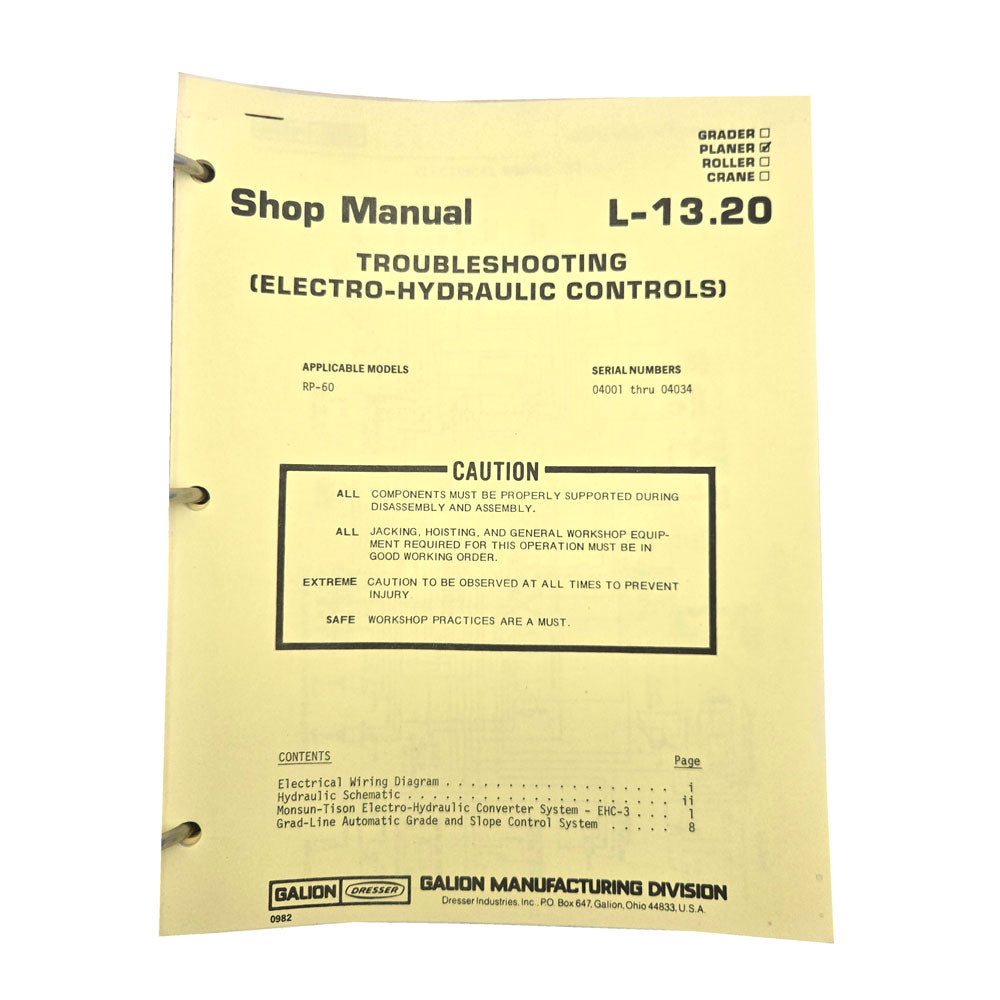 GRADER ☐
PLANER ☑
ROLLER ☐
CRANE ☐
Shop Manual L-13.20
TROUBLESHOOTING
(ELECTRO-HYDRAULIC CONTROLS)
APPLICABLE MODELS SERIAL NUMBERS
RP-60 04001 thru 04034
CAUTION
ALL COMPONENTS MUST BE PROPERLY SUPPORTED DURING
DISASSEMBLY AND ASSEMBLY.
ALL JACKING, HOISTING, AND GENERAL WORKSHOP EQUIP-
MENT REQUIRED FOR THIS OPERATION MUST BE IN
GOOD WORKING ORDER.
EXTREME CAUTION TO BE OBSERVED AT ALL TIMES TO PREVENT
INJURY.
SAFE WORKSHOP PRACTICES ARE A MUST.
CONTENTS Page
Electrical Wiring Diagram . . . . . . . . . . . . . . . . . i
Hydraulic Schematic . . . . . . . . . . . . . . . . . . . . ii
Monsun-Tison Electro-Hydraulic Converter System - EHC-3 . . . 1
Grad-Line Automatic Grade and Slope Control System . . . . . 8
GALION DRESSER GALION MANUFACTURING DIVISION
Dresser Industries, Inc., P.O. Box 647, Galion, Ohio 44833, U.S.A.
0982